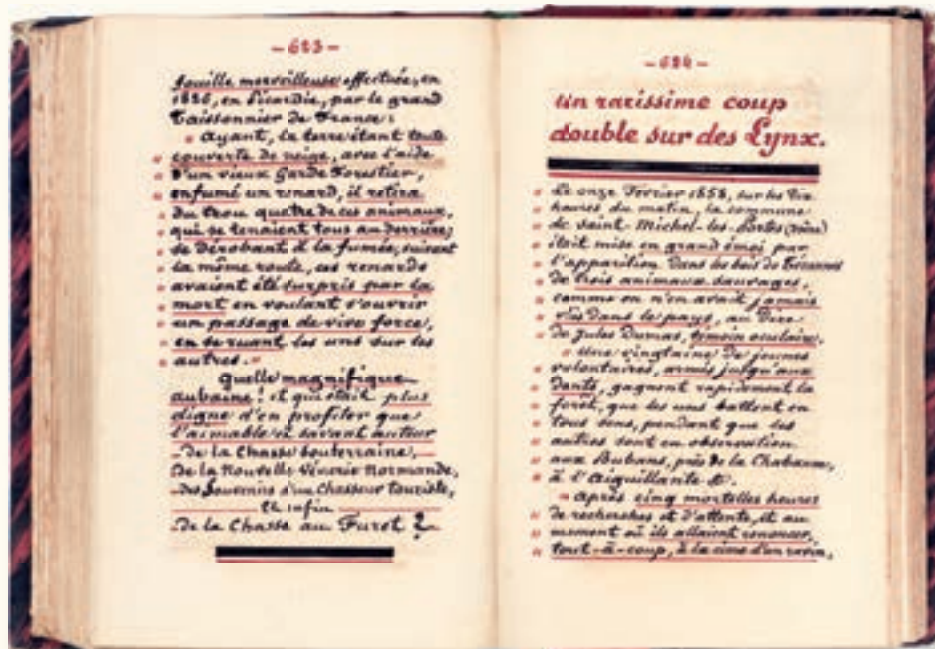 -623-
fouille merveilleuse effectuée, en
1826, en Picardie, par le grand
Taissonnier de France:
" Ayant, la terre étant toute
" couverte de neige, avec l'aide
" d'un vieux Garde Forestier,
" enfumé un renard, il retira
" du trou quatre de ces animaux,
" qui se tenaient tous au derrière;
" se dérobant à la fumée, suivant
" la même route, ces renards
" avaient été surpris par la
" mort en voulant s'ouvrir
" un passage de vive force,
" en se ruant les uns sur les
" autres. "
Quelle magnifique
aubaine! et qui était plus
digne d'en profiter que
l'aimable et savant auteur
- De la Chasse souterraine,
De la Nouvelle Vénerie Normande,
- Des Souvenirs d'un Chasseur touriste,
Et enfin
- De la Chasse au Furet ?
-624-
Un rarissime coup
double sur des Lynx.
" Le onze Février 1858, sur les dix
" heures du matin, la commune
" de Saint-Michel-les-Portes
" était mise en grand émoi par
" l'apparition dans les bois de
" de trois animaux sauvages,
" comme on n'en avait jamais
" vus dans le pays, au dire
" de Jules Dumas, témoin oculaire.
" Une vingtaine de jeunes
" volontaires, armés jusqu'aux
" dents, gagnent rapidement la
" forêt, que les uns battent en
" tous sens, pendant que les
" autres sont en observation
" aux Bubans, près de la Chabanne,
" à l'Aiguillante &.
" Après cinq mortelles heures
" de recherches et d'attente, et au
" moment où ils allaient renoncer,
" tout-à-coup, à la cime d'un ravin,